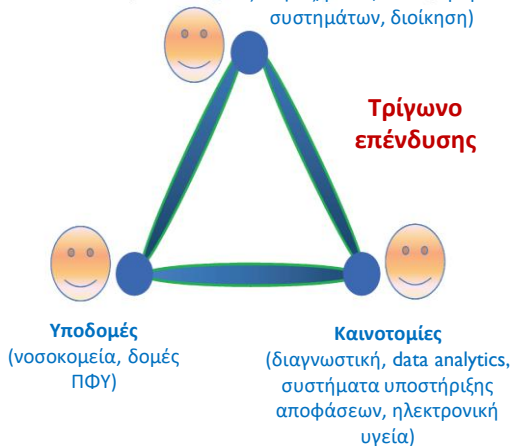 συστημάτων, διοίκηση)
Τρίγωνο
επένδυσης
Υποδομές
(νοσοκομεία, δομές
ΠΦΥ)
Καινοτομίες
(διαγνωστική, data analytics,
συστήματα υποστήριξης
αποφάσεων, ηλεκτρονική
υγεία)